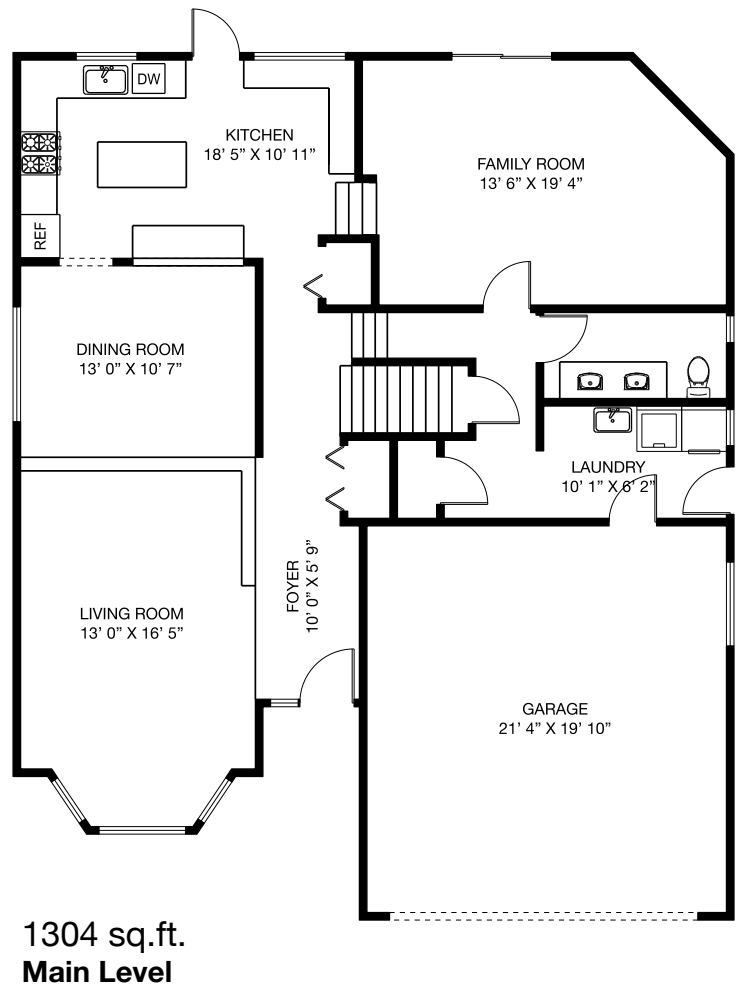 DW
KITCHEN
18’ 5” X 10’ 11”
FAMILY ROOM
13’ 6” X 19’ 4”
REF
DINING ROOM
13’ 0” X 10’ 7”
LAUNDRY
10’ 1” X 6’ 2”
FOYER
10’ 0” X 5’ 9”
LIVING ROOM
13’ 0” X 16’ 5”
GARAGE
21’ 4” X 19’ 10”
1304 sq.ft.
Main Level